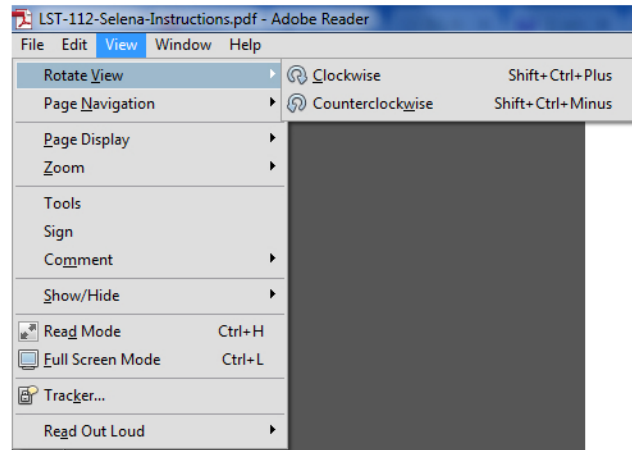 LST-112-Selena-Instructions.pdf - Adobe Reader
File Edit View Window Help
Rotate View
Clockwise Shift+Ctrl+Plus
Page Navigation
Counterclockwise Shift+Ctrl+Minus
Page Display
Zoom
Tools
Sign
Comment
Show/Hide
Read Mode Ctrl+H
Full Screen Mode Ctrl+L
Tracker...
Read Out Loud